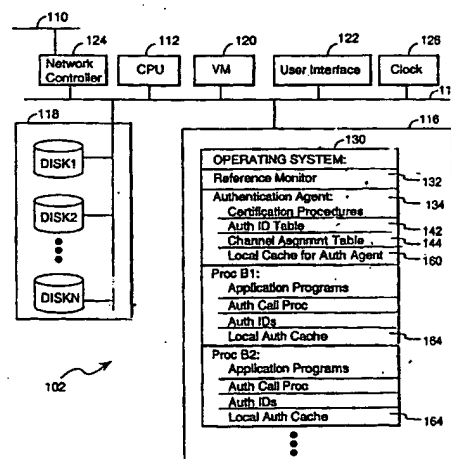 110
124
112
120
122
126
Network
Controller
CPU
VM
User Interface
Clock
11
118
116
DISK1
DISK2
DISKN
102
130
OPERATING SYSTEM:
Reference Monitor
132
Authentication Agent:
134
Certification Procedures
Auth ID Table
142
Channel Asgnmnt Table
144
Local Cache for Auth Agent
160
Proc B1:
Application Programs
Auth Call Proc
Auth IDs
Local Auth Cache
164
Proc B2:
Application Programs
Auth Call Proc
Auth IDs
Local Auth Cache
164